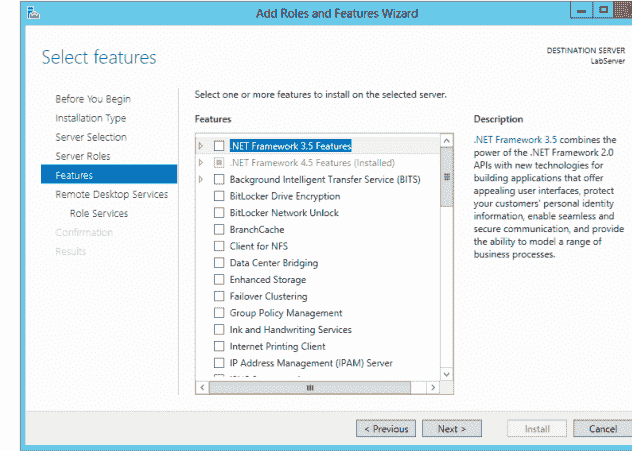 Add Roles and Features Wizard
Select features
DESTINATION SERVER
LabServer
Before You Begin
Installation Type
Server Selection
Server Roles
Features
Remote Desktop Services
Role Services
Confirmation
Results
Select one or more features to install on the selected server.
Features
.NET Framework 3.5 Features
.NET Framework 4.5 Features (Installed)
Background Intelligent Transfer Service (BITS)
BitLocker Drive Encryption
BitLocker Network Unlock
BranchCache
Client for NFS
Data Center Bridging
Enhanced Storage
Failover Clustering
Group Policy Management
Ink and Handwriting Services
Internet Printing Client
IP Address Management (IPAM) Server
Description
.NET Framework 3.5 combines the
power of the .NET Framework 2.0
APIs with new technologies for
building applications that offer
appealing user interfaces, protect
your customers' personal identity
information, enable seamless and
secure communication, and provide
the ability to model a range of
business processes.
< Previous
Next >
Install
Cancel